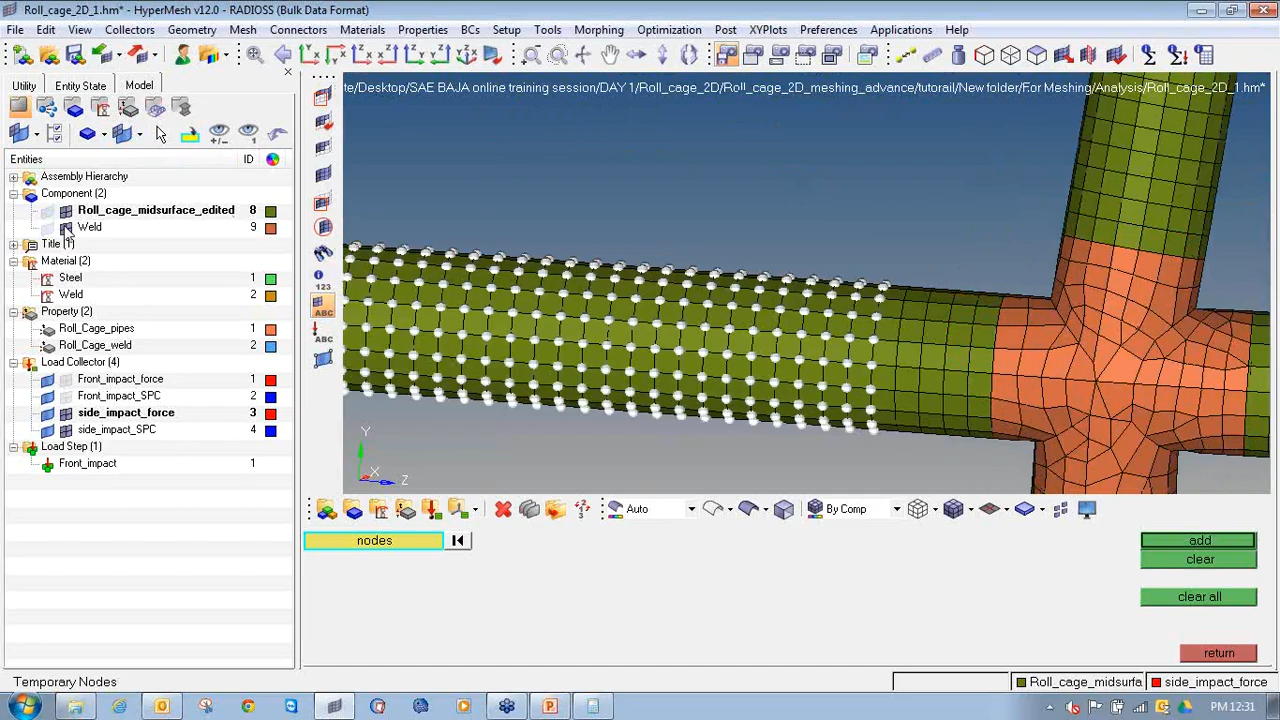 Roll_cage_2D_1.hm* - HyperMesh v12.0 - RADIOSS (Bulk Data Format)
File Edit View Collectors Geometry Mesh Connectors Materials Properties BCs Setup Tools Morphing Optimization Post XYPlots Preferences Applications Help
Utility Entity State Model
te/Desktop/SAE BAJA online training session/DAY 1/Roll_cage_2D/Roll_cage_2D_meshing_advance/tutorail/New folder/For Meshing/Analysis/Roll_cage_2D_1.hm*
Entities ID
Assembly Hierarchy
Component (2)
Roll_cage_midsurface_edited 8
Weld 9
Title (1)
Material (2)
Steel 1
Weld 2
Property (2)
Roll_Cage_pipes 1
Roll_Cage_weld 2
Load Collector (4)
Front_impact_force 1
Front_impact_SPC 2
side_impact_force 3
side_impact_SPC 4
Load Step (1)
Front_impact 1
123
ABC
ABC
Y
X
Z
Auto
By Comp
nodes
add
clear
clear all
return
Temporary Nodes
Roll_cage_midsurfa
side_impact_force
PM 12:31